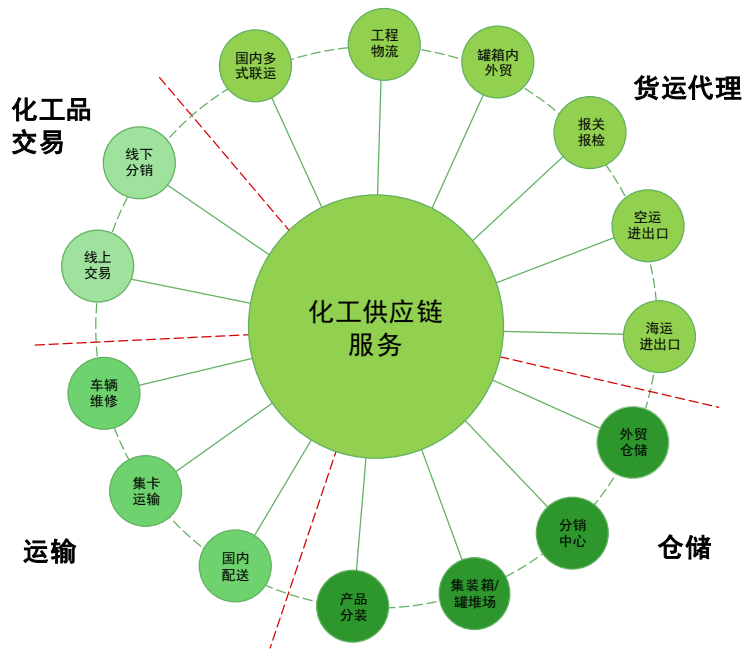 国内多
式联运
工程
物流
罐箱内
外贸
货运代理
化工品
交易
报关
报检
线下
分销
空运
进出口
线上
交易
化工供应链
服务
海运
进出口
车辆
维修
外贸
仓储
集卡
运输
分销
中心
运输
仓储
国内
配送
集装箱/
罐堆场
产品
分装